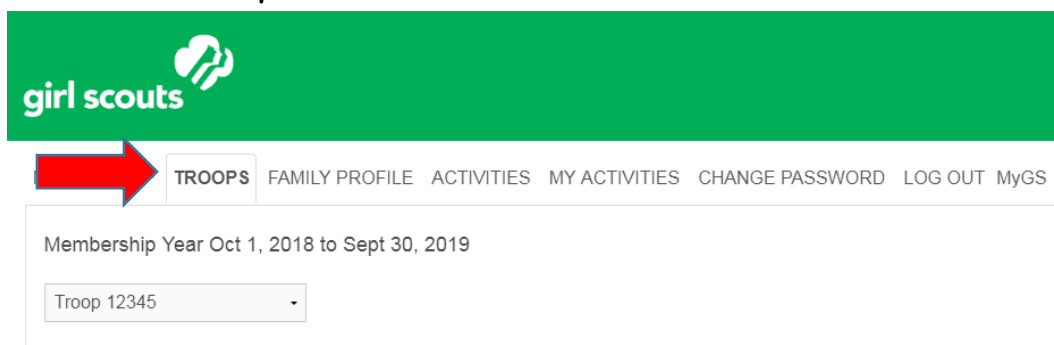 girl scouts
TROOPS FAMILY PROFILE ACTIVITIES MY ACTIVITIES CHANGE PASSWORD LOG OUT MyGS
Membership Year Oct 1, 2018 to Sept 30, 2019
Troop 12345